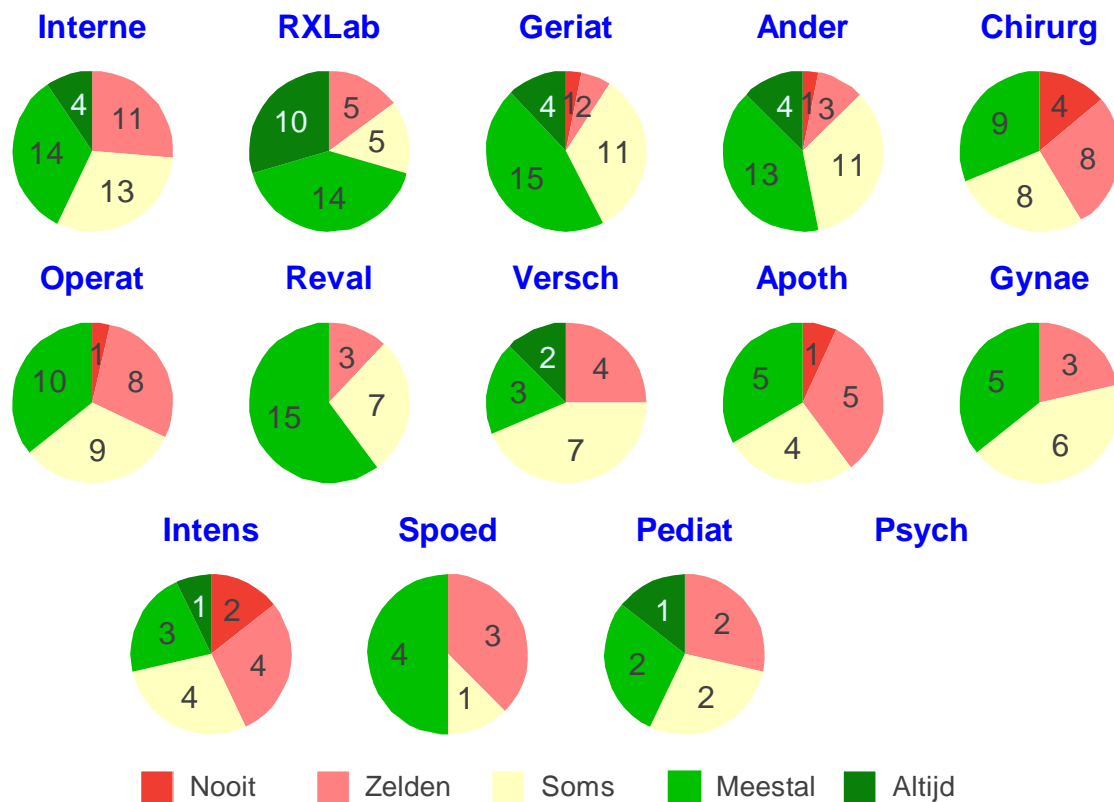 Interne RXLab Geriat Ander Chirurg
4 11 14 13
10 5 5 14
4 1 2 11 15
4 1 3 11 13
4 9 8 8
Operat Reval Versch Apoth Gynae
1 10 8 9
3 7 15
2 4 3 7
1 5 5 4
3 5 6
Intens Spoed Pediat Psych
1 2 3 4 4
3 4 1
1 2 2 2
Nooit Zelden Soms Meestal Altijd